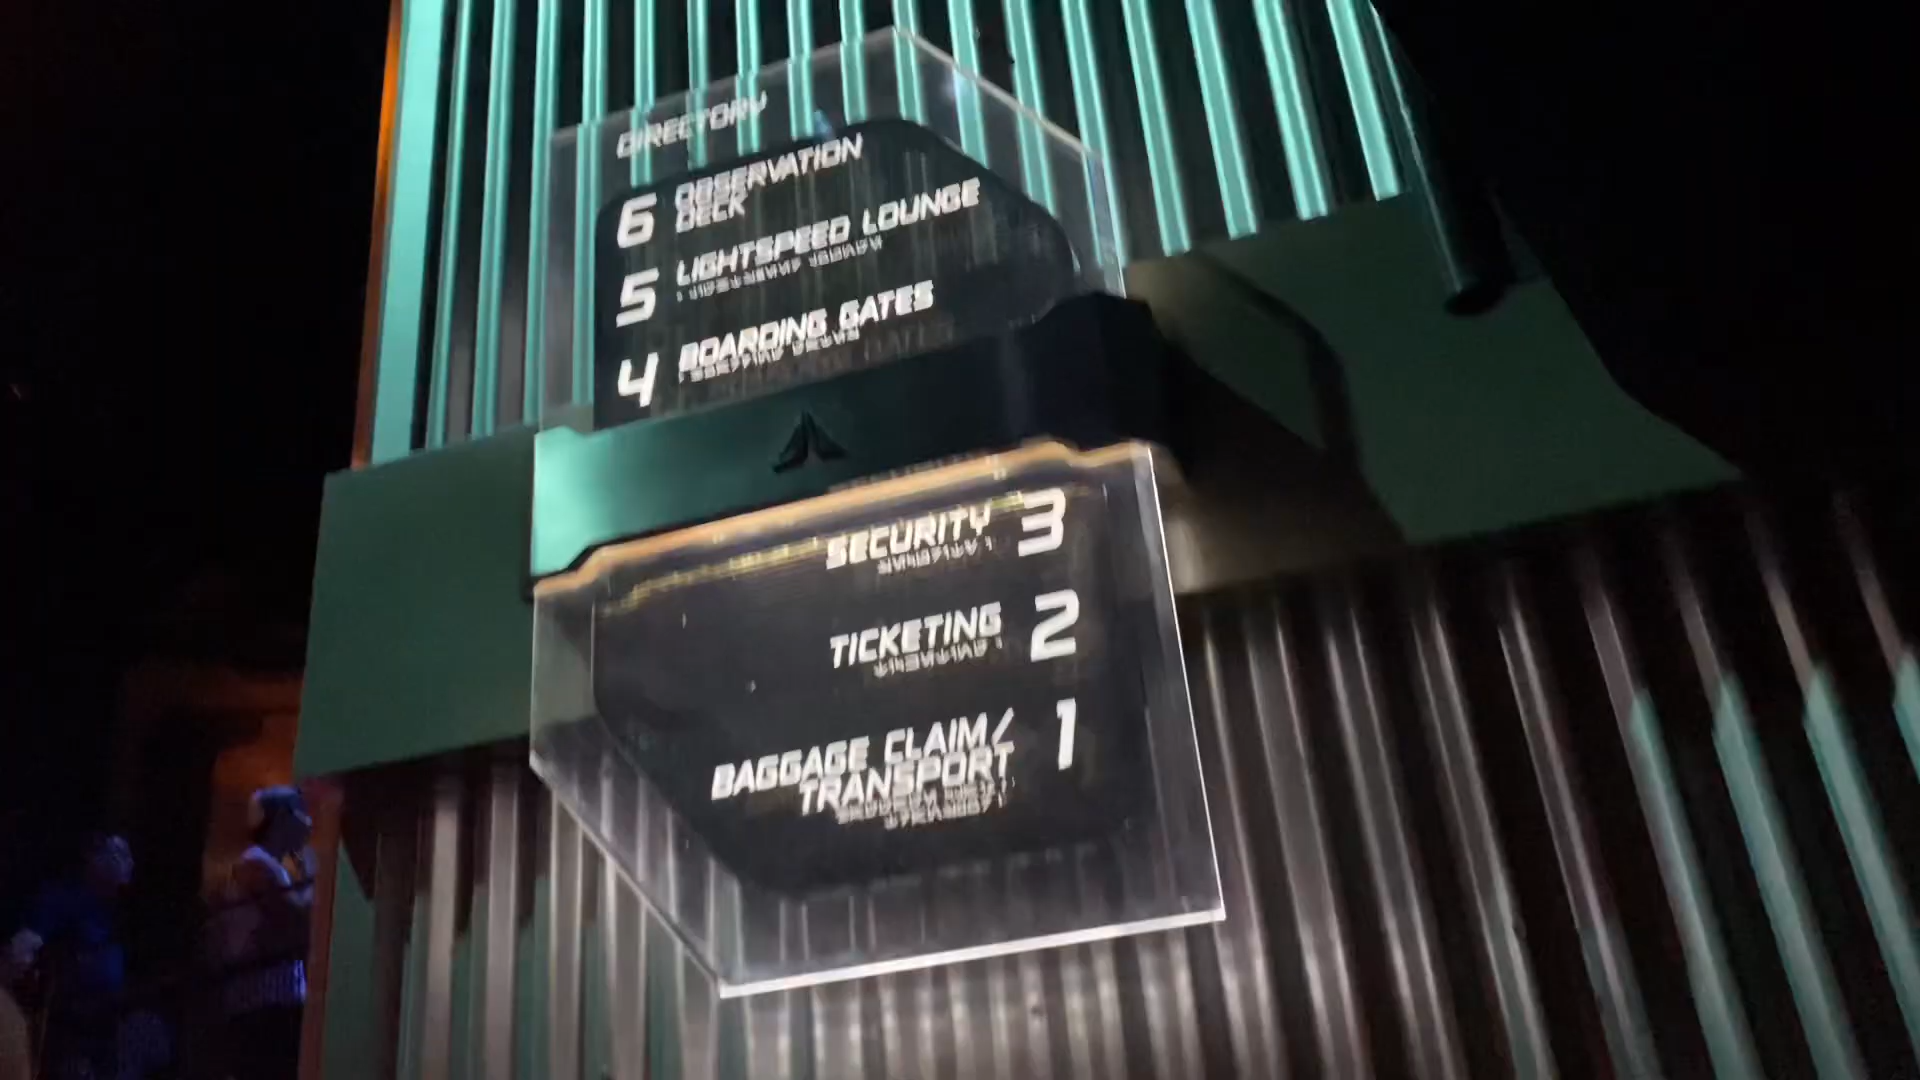 DIRECTORY
6 OBSERVATION
DECK
5 LIGHTSPEED LOUNGE
4 BOARDING GATES
SECURITY 3
TICKETING 2
BAGGAGE CLAIM/ 1
TRANSPORT